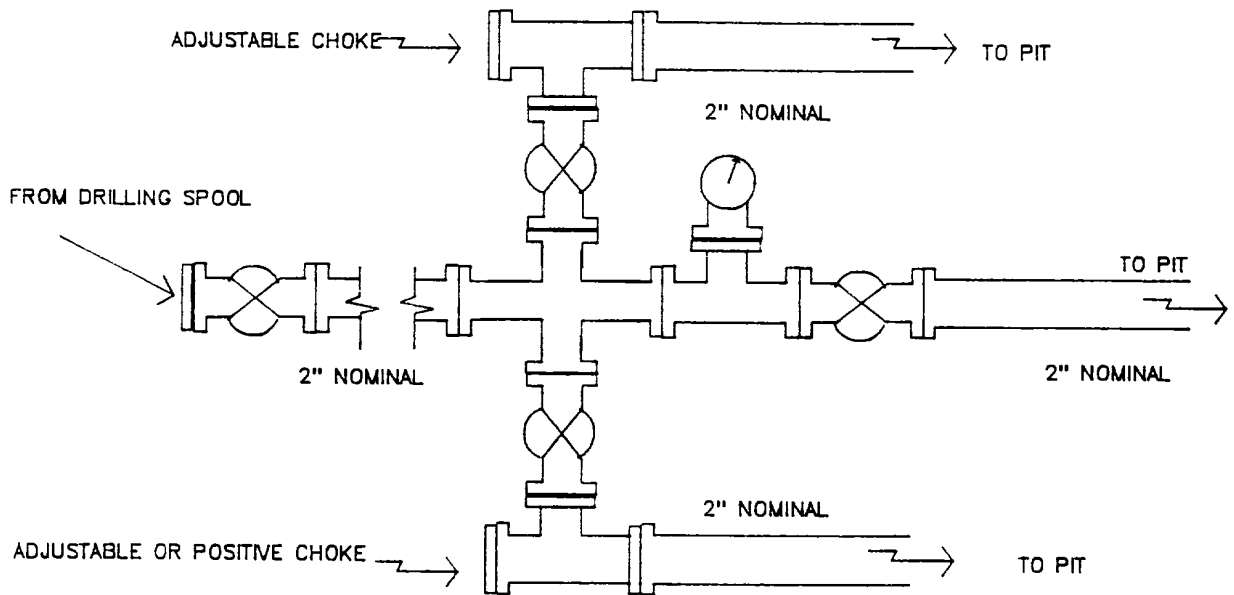 ADJUSTABLE CHOKE
TO PIT
2" NOMINAL
FROM DRILLING SPOOL
TO PIT
2" NOMINAL
2" NOMINAL
2" NOMINAL
ADJUSTABLE OR POSITIVE CHOKE
TO PIT